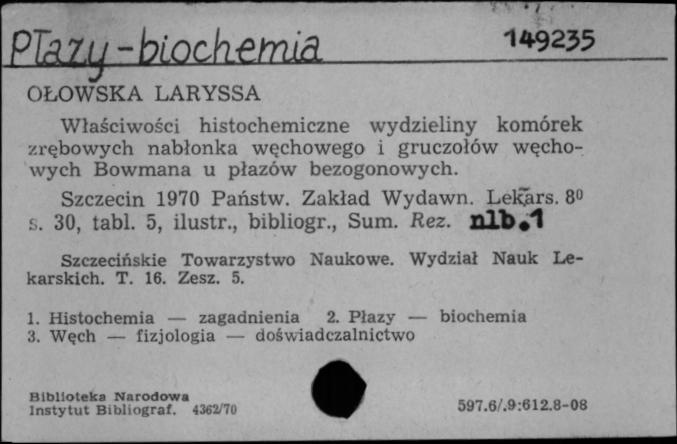 Płazy-biochemia 149235
OŁOWSKA LARYSSA
Właściwości histochemiczne wydzieliny komórek
zrębowych nabłonka węchowego i gruczołów węcho-
wych Bowmana u płazów bezogonowych.
Szczecin 1970 Państw. Zakład Wydawn. Lekars. 8⁰
s. 30, tabl. 5, ilustr., bibliogr., Sum. Rez. nlb.1
Szczecińskie Towarzystwo Naukowe. Wydział Nauk Le-
karskich. T. 16. Zesz. 5.
1. Histochemia — zagadnienia 2. Płazy — biochemia
3. Węch — fizjologia — doświadczalnictwo
Biblioteka Narodowa
Instytut Bibliograf. 4362/70 597.6/.9:612.8-08